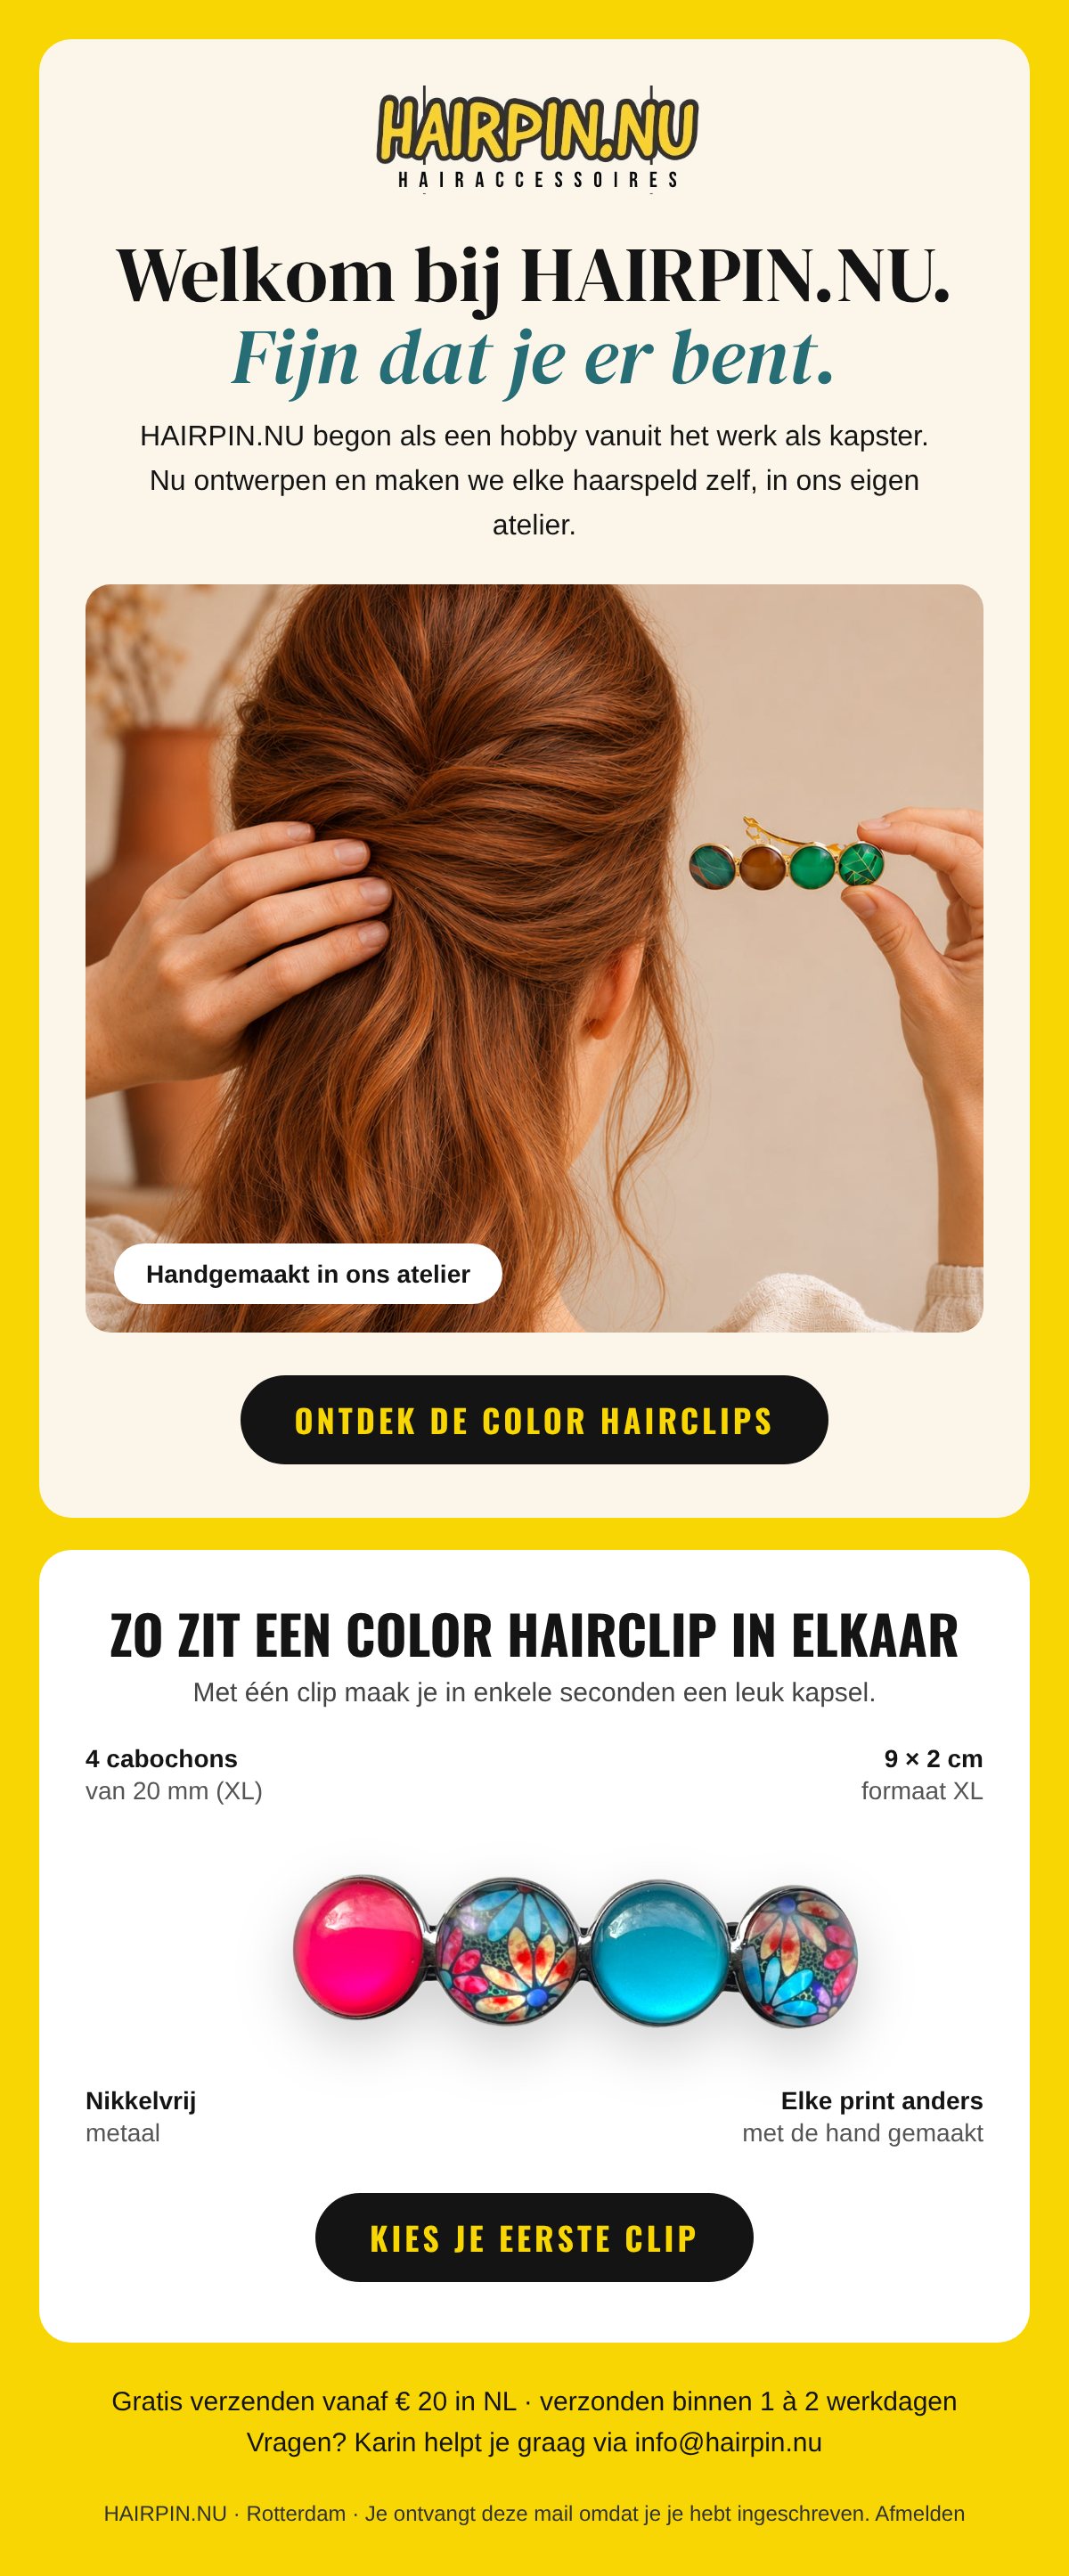 HAIRPIN.NU
HAIRACCESSOIRES
Welkom bij HAIRPIN.NU.
Fijn dat je er bent.
HAIRPIN.NU begon als een hobby vanuit het werk als kapster.
Nu ontwerpen en maken we elke haarspeld zelf, in ons eigen
atelier.
Handgemaakt in ons atelier
ONTDEK DE COLOR HAIRCLIPS
ZO ZIT EEN COLOR HAIRCLIP IN ELKAAR
Met één clip maak je in enkele seconden een leuk kapsel.
4 cabochons
van 20 mm (XL)
9 × 2 cm
formaat XL
Nikkelvrij
metaal
Elke print anders
met de hand gemaakt
KIES JE EERSTE CLIP
Gratis verzenden vanaf € 20 in NL · verzonden binnen 1 à 2 werkdagen
Vragen? Karin helpt je graag via info@hairpin.nu
HAIRPIN.NU · Rotterdam · Je ontvangt deze mail omdat je je hebt ingeschreven. Afmelden